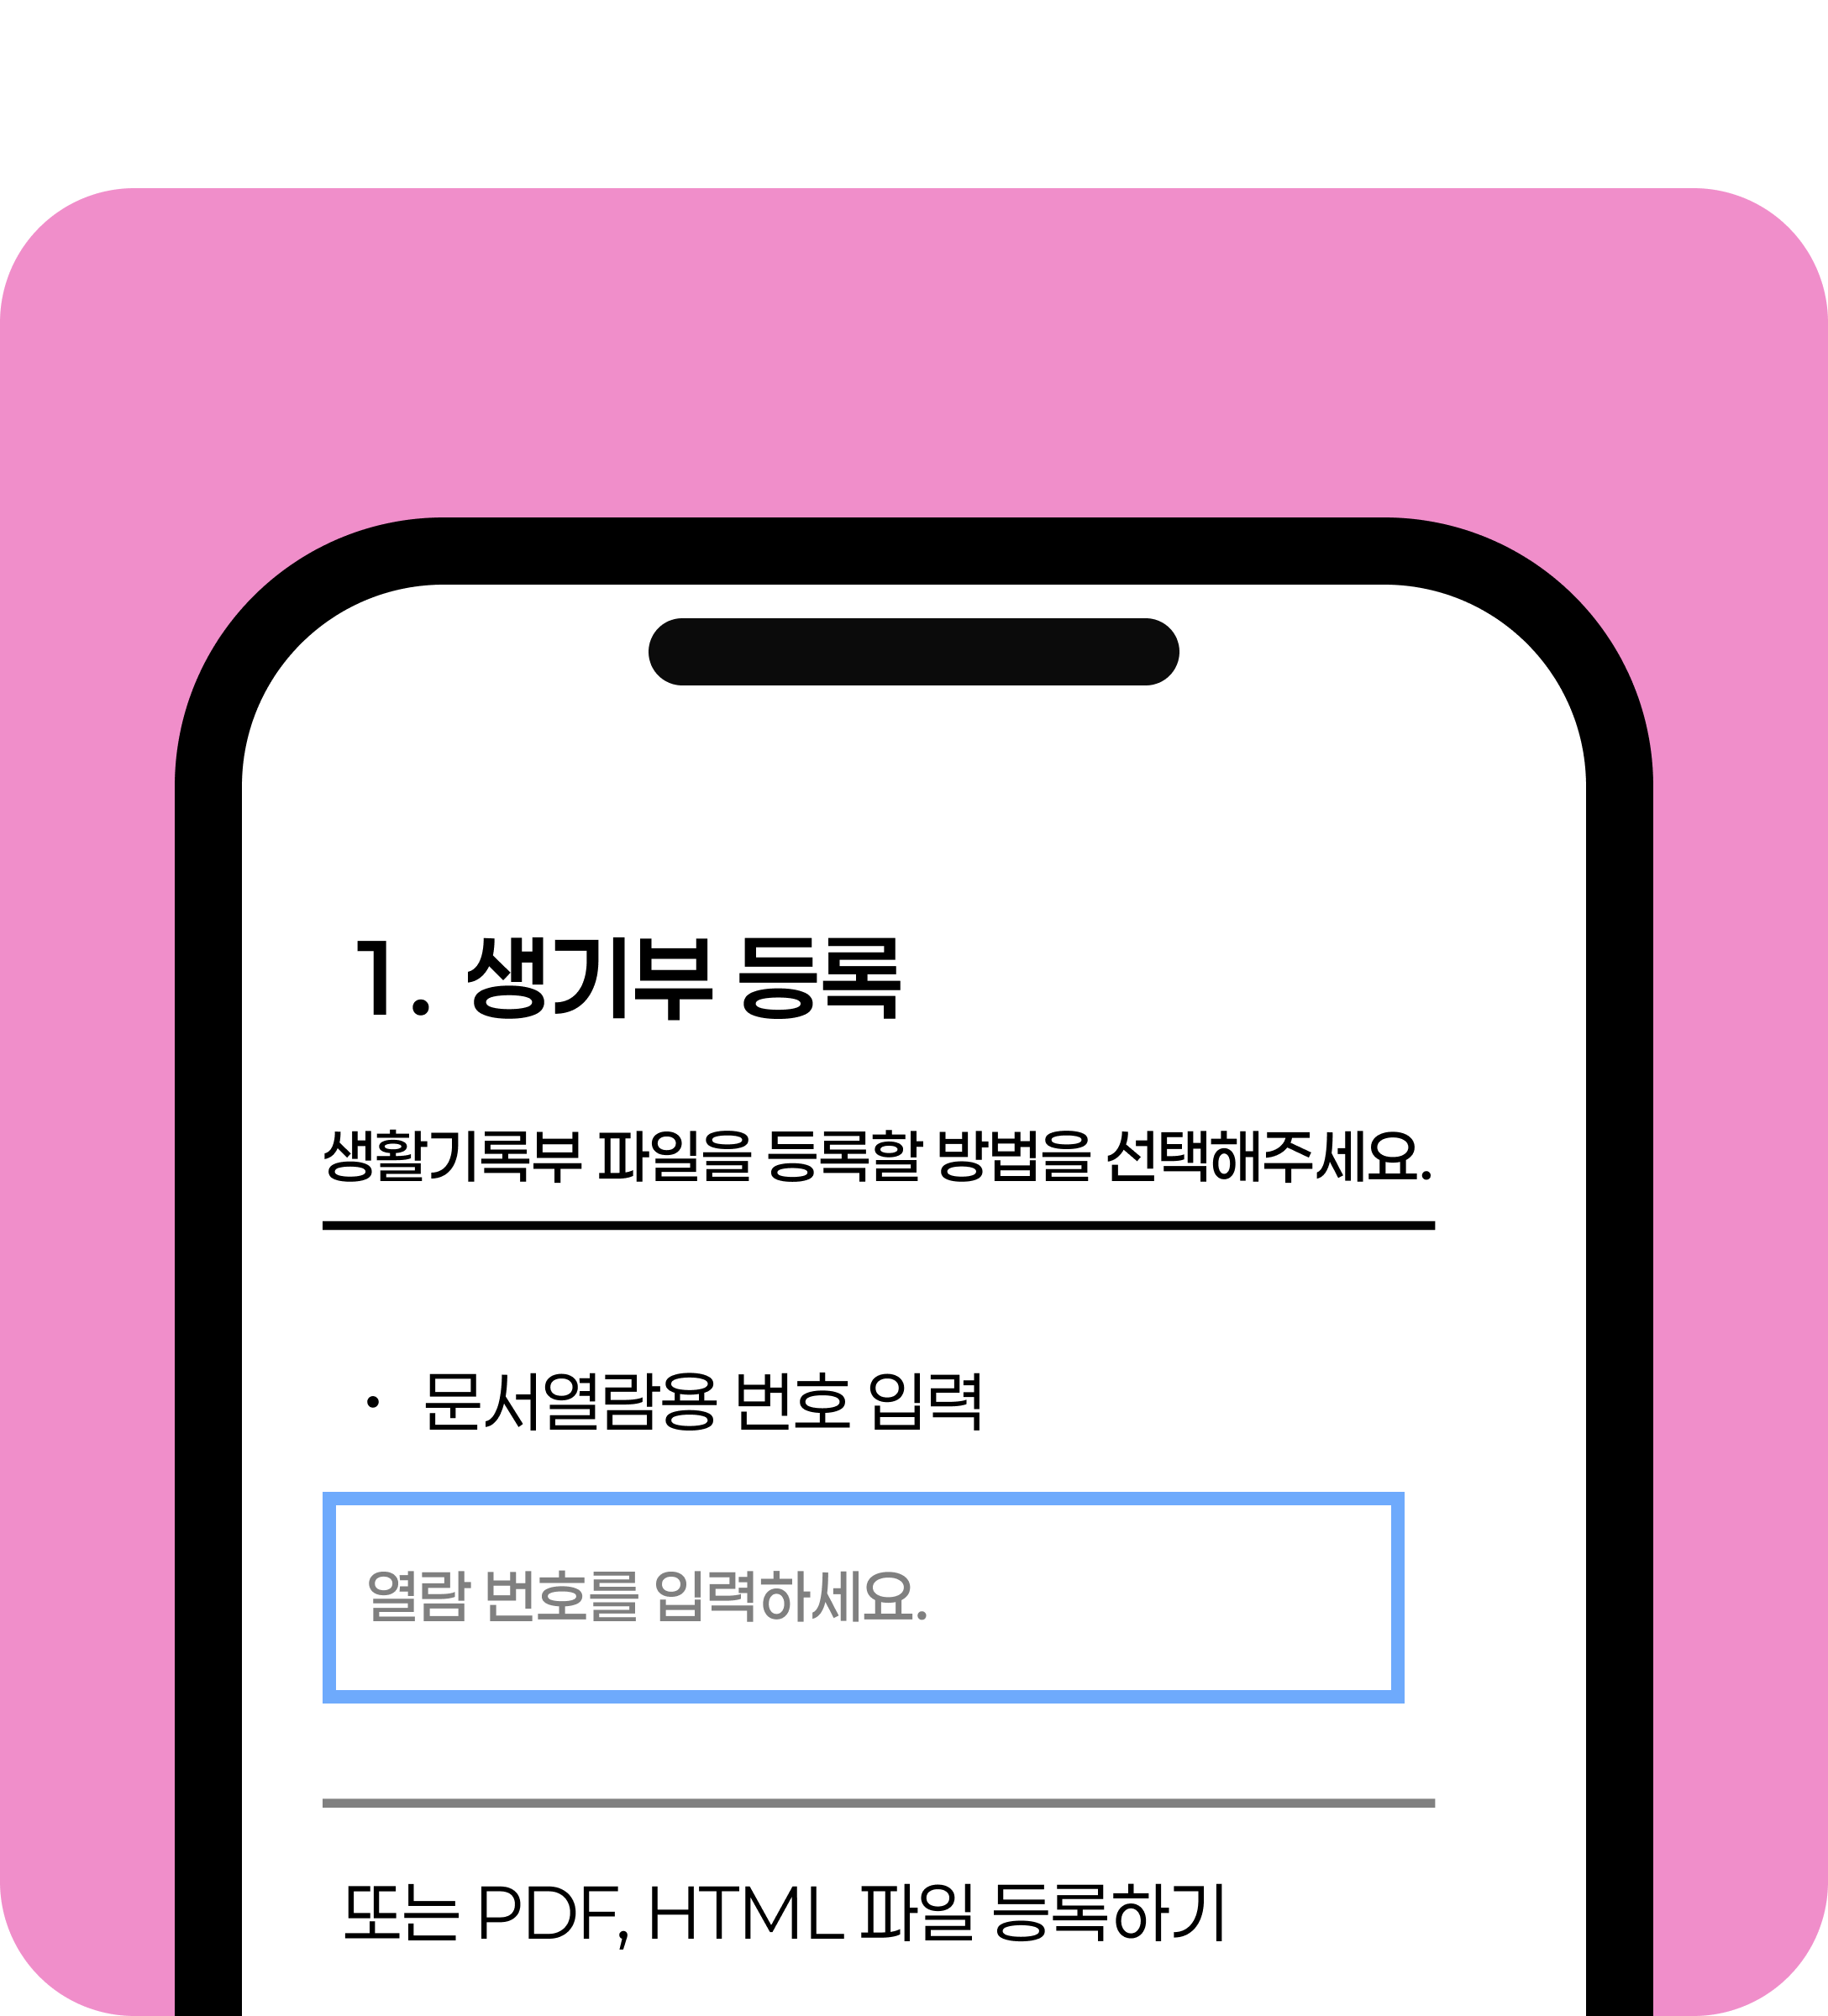 1. 생기부 등록
생활기록부 파일을 등록할 방법을 선택해주세요.
• 문서열람용 번호 입력
열람 번호를 입력하세요.
또는 PDF, HTML 파일 등록하기